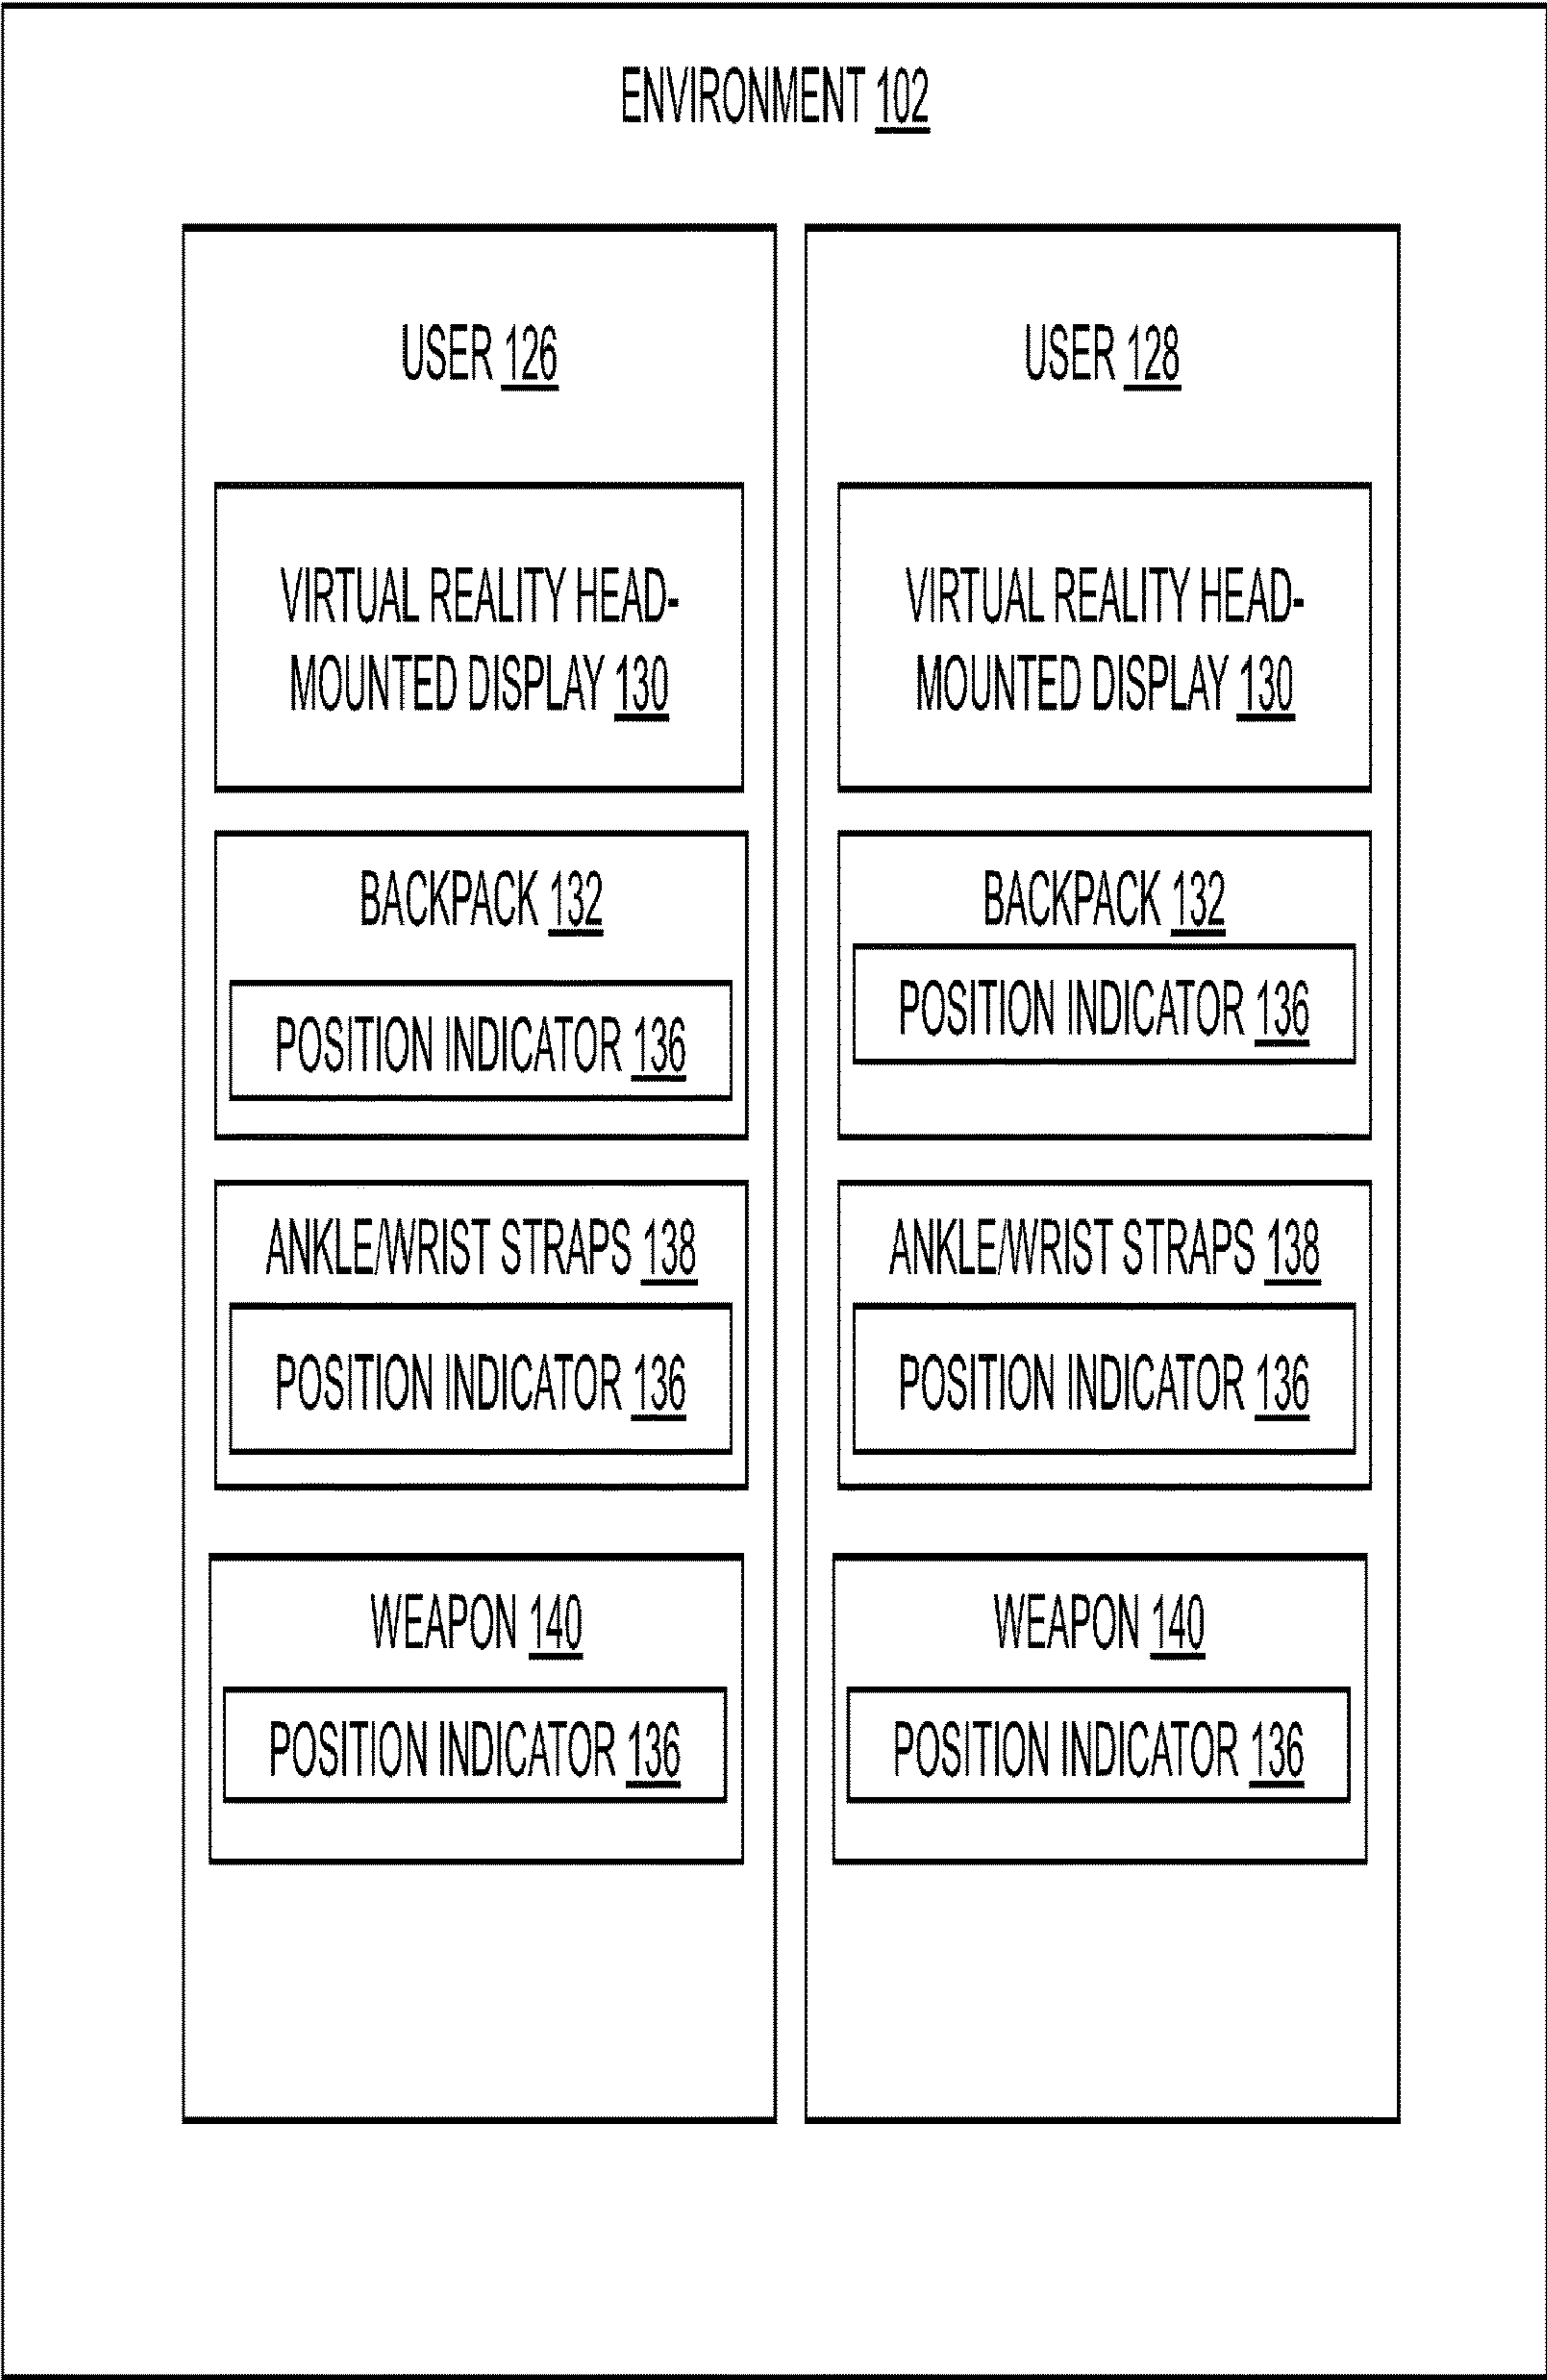 ENVIRONMENT 102
USER 126
VIRTUAL REALITY HEAD-
MOUNTED DISPLAY 130
BACKPACK 132
POSITION INDICATOR 136
ANKLE/WRIST STRAPS 138
POSITION INDICATOR 136
WEAPON 140
POSITION INDICATOR 136
USER 128
VIRTUAL REALITY HEAD-
MOUNTED DISPLAY 130
BACKPACK 132
POSITION INDICATOR 136
ANKLE/WRIST STRAPS 138
POSITION INDICATOR 136
WEAPON 140
POSITION INDICATOR 136